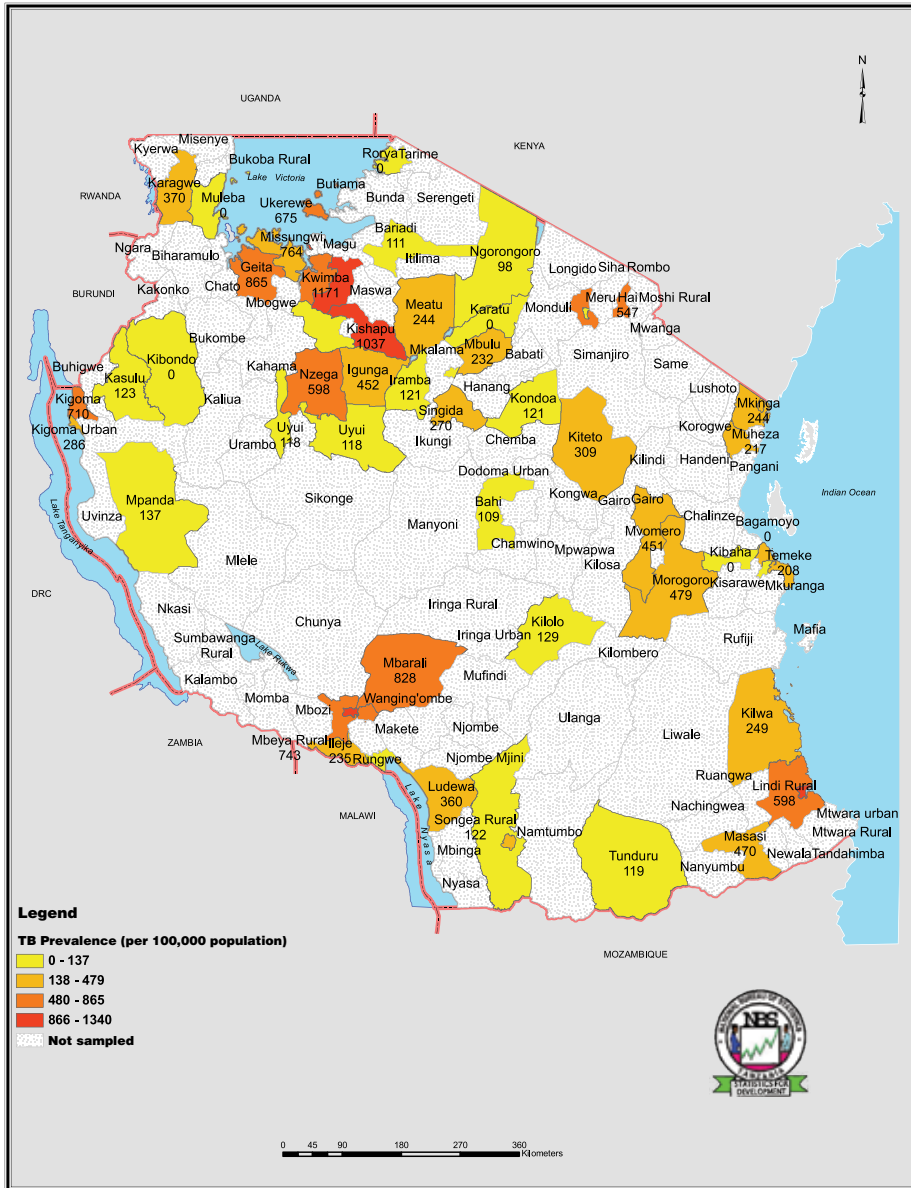 N
UGANDA
KENYA
Misenye
Kyerwa
Bukoba Rural
Rorya
Tarime
0
Lake Victoria
Karagwe
370
Butiama
Bunda
Serengeti
RWANDA
Muleba
0
Ukerewe
675
Bariadi
111
Missungwi
764
Magu
Ngorongoro
98
Ngara
Biharamulo
Itilima
Longido
Siha
Rombo
Geita
865
Kwimba
1171
Maswa
Kakonko
Chato
BURUNDI
Mbogwe
Meatu
244
Monduli
Meru
Hai
Moshi Rural
547
Karatu
0
Mwanga
Bukombe
Kishapu
1037
Mkalama
Mbulu
232
Babati
Simanjiro
Buhigwe
Kibondo
0
Kasulu
123
Kahama
Nzega
598
Igunga
452
Iramba
121
Hanang
Same
Kaliua
Lushoto
Kigoma
710
Kigoma Urban
286
Singida
270
Kondoa
121
Mkinga
244
Korogwe
Muheza
217
Uyui
118
Uyui
118
Urambo
Ikungi
Chemba
Kiteto
309
Kilindi
Handeni
Pangani
Dodoma Urban
Mpanda
137
Uvinza
Sikonge
Bahi
109
Kongwa
Gairo
Gairo
Indian Ocean
Lake Tanganyika
Manyoni
Chalinze
Bagamoyo
0
Chamwino
Mpwapwa
Mvomero
451
Kibaha
0
Temeke
208
Mlele
Kilosa
Morogoro
479
Kisarawe
Mkuranga
DRC
Nkasi
Chunya
Iringa Rural
Kilolo
129
Mafia
Sumbawanga
Rural
Lake Rukwa
Iringa Urban
Kilombero
Rufiji
Kalambo
Mbarali
828
Mufindi
Momba
Mbozi
Wanging'ombe
Ulanga
Kilwa
249
Makete
Njombe
Liwale
ZAMBIA
Mbeya Rural
743
Ileje
235
Rungwe
Njombe Mjini
Ruangwa
Lindi Rural
598
Ludewa
360
MALAWI
Lake Nyasa
Songea Rural
122
Nachingwea
Mtwara urban
Namtumbo
Masasi
470
Mtwara Rural
Mbinga
Tunduru
119
Nanyumbu
Newala
Tandahimba
Nyasa
MOZAMBIQUE
Legend
TB Prevalence (per 100,000 population)
0 - 137
138 - 479
480 - 865
866 - 1340
Not sampled
NATIONAL BUREAU OF STATISTICS
NBS
TANZANIA
STATISTICS FOR
DEVELOPMENT
0 45 90 180 270 360
Kilometers